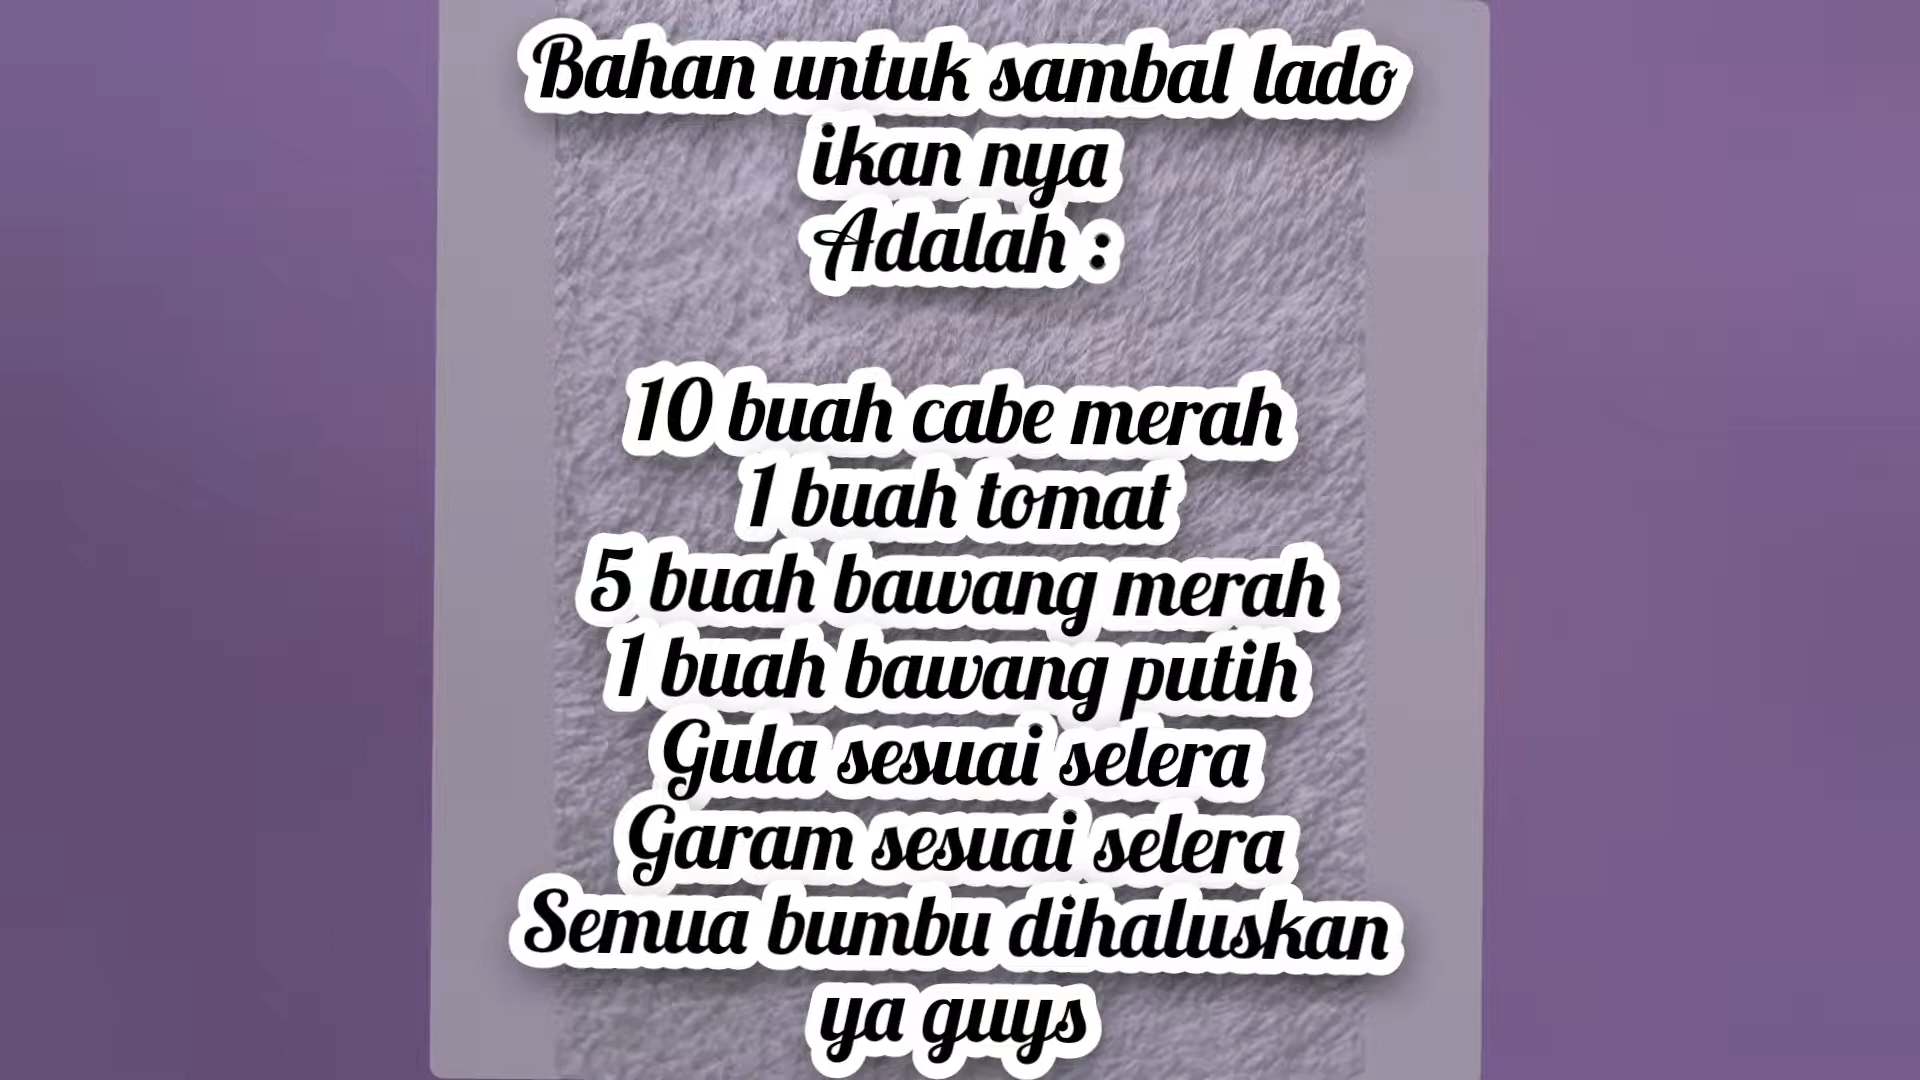 Bahan untuk sambal lado
ikan nya
Adalah :
10 buah cabe merah
1 buah tomat
5 buah bawang merah
1 buah bawang putih
Gula sesuai selera
Garam sesuai selera
Semua bumbu dihaluskan
ya guys